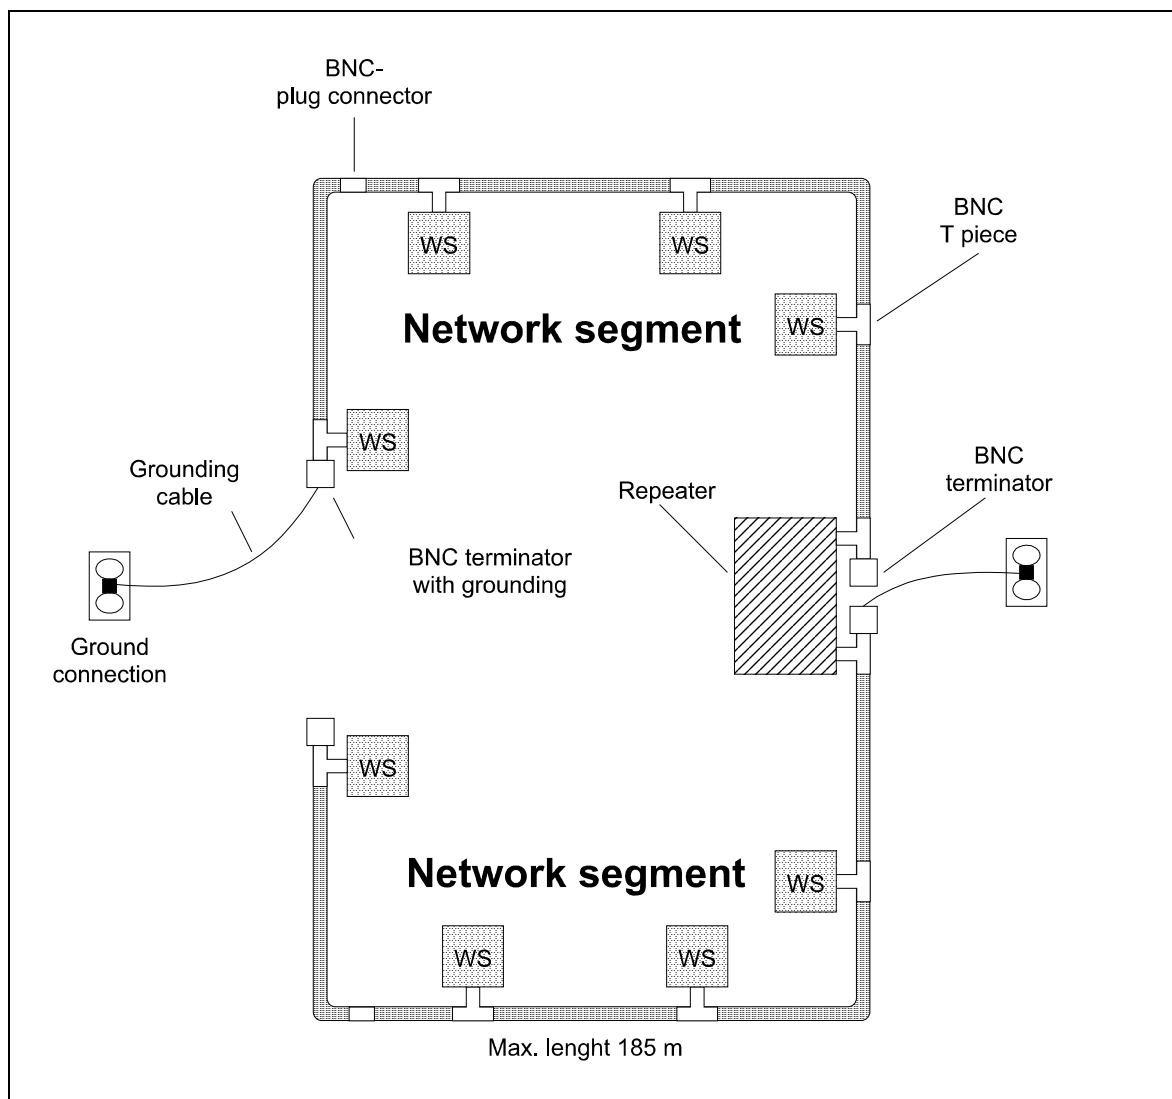 BNC-
plug connector
BNC
T piece
WS
WS
WS
Network segment
WS
Grounding
cable
Repeater
BNC
terminator
BNC terminator
with grounding
Ground
connection
WS
Network segment
WS
WS
WS
Max. lenght 185 m